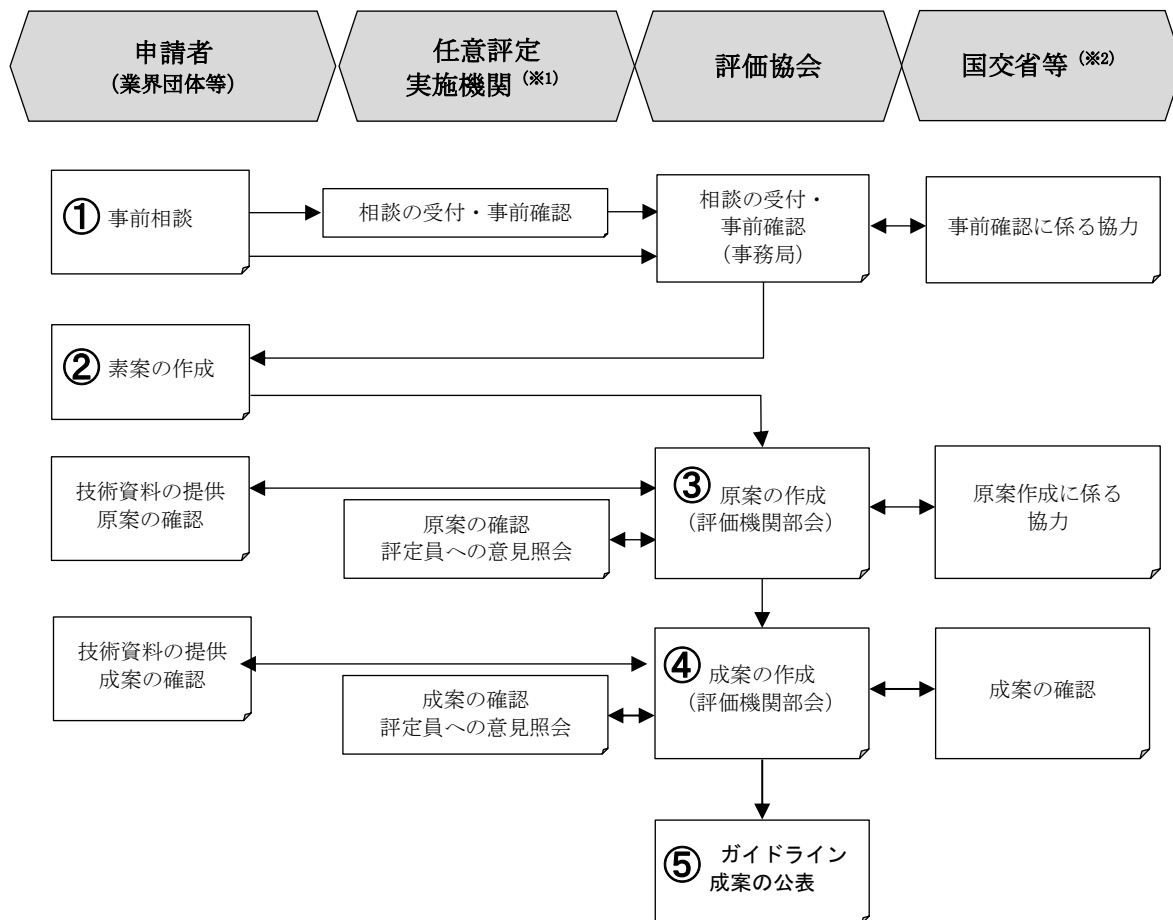 申請者
(業界団体等)
任意評定
実施機関(※1)
評価協会
国交省等(※2)
① 事前相談
相談の受付・事前確認
相談の受付・
事前確認
(事務局)
事前確認に係る協力
② 素案の作成
技術資料の提供
原案の確認
原案の確認
評定員への意見照会
③ 原案の作成
(評価機関部会)
原案作成に係る
協力
技術資料の提供
成案の確認
成案の確認
評定員への意見照会
④ 成案の作成
(評価機関部会)
成案の確認
⑤ ガイドライン
成案の公表